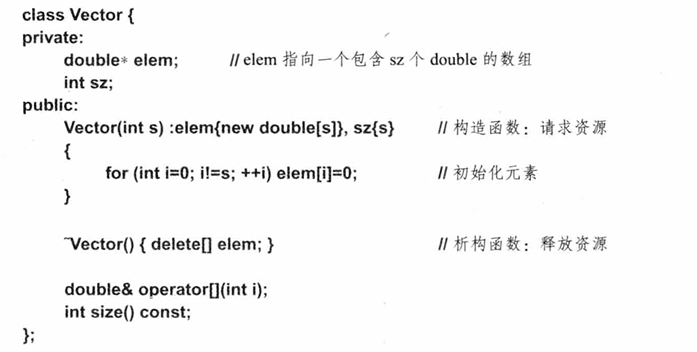 class Vector {
private:
double* elem; // elem 指向一个包含 sz 个 double 的数组
int sz;
public:
Vector(int s) :elem{new double[s]}, sz{s} // 构造函数：请求资源
{
for (int i=0; i!=s; ++i) elem[i]=0; // 初始化元素
}
~Vector() { delete[] elem; } // 析构函数：释放资源
double& operator[](int i);
int size() const;
};